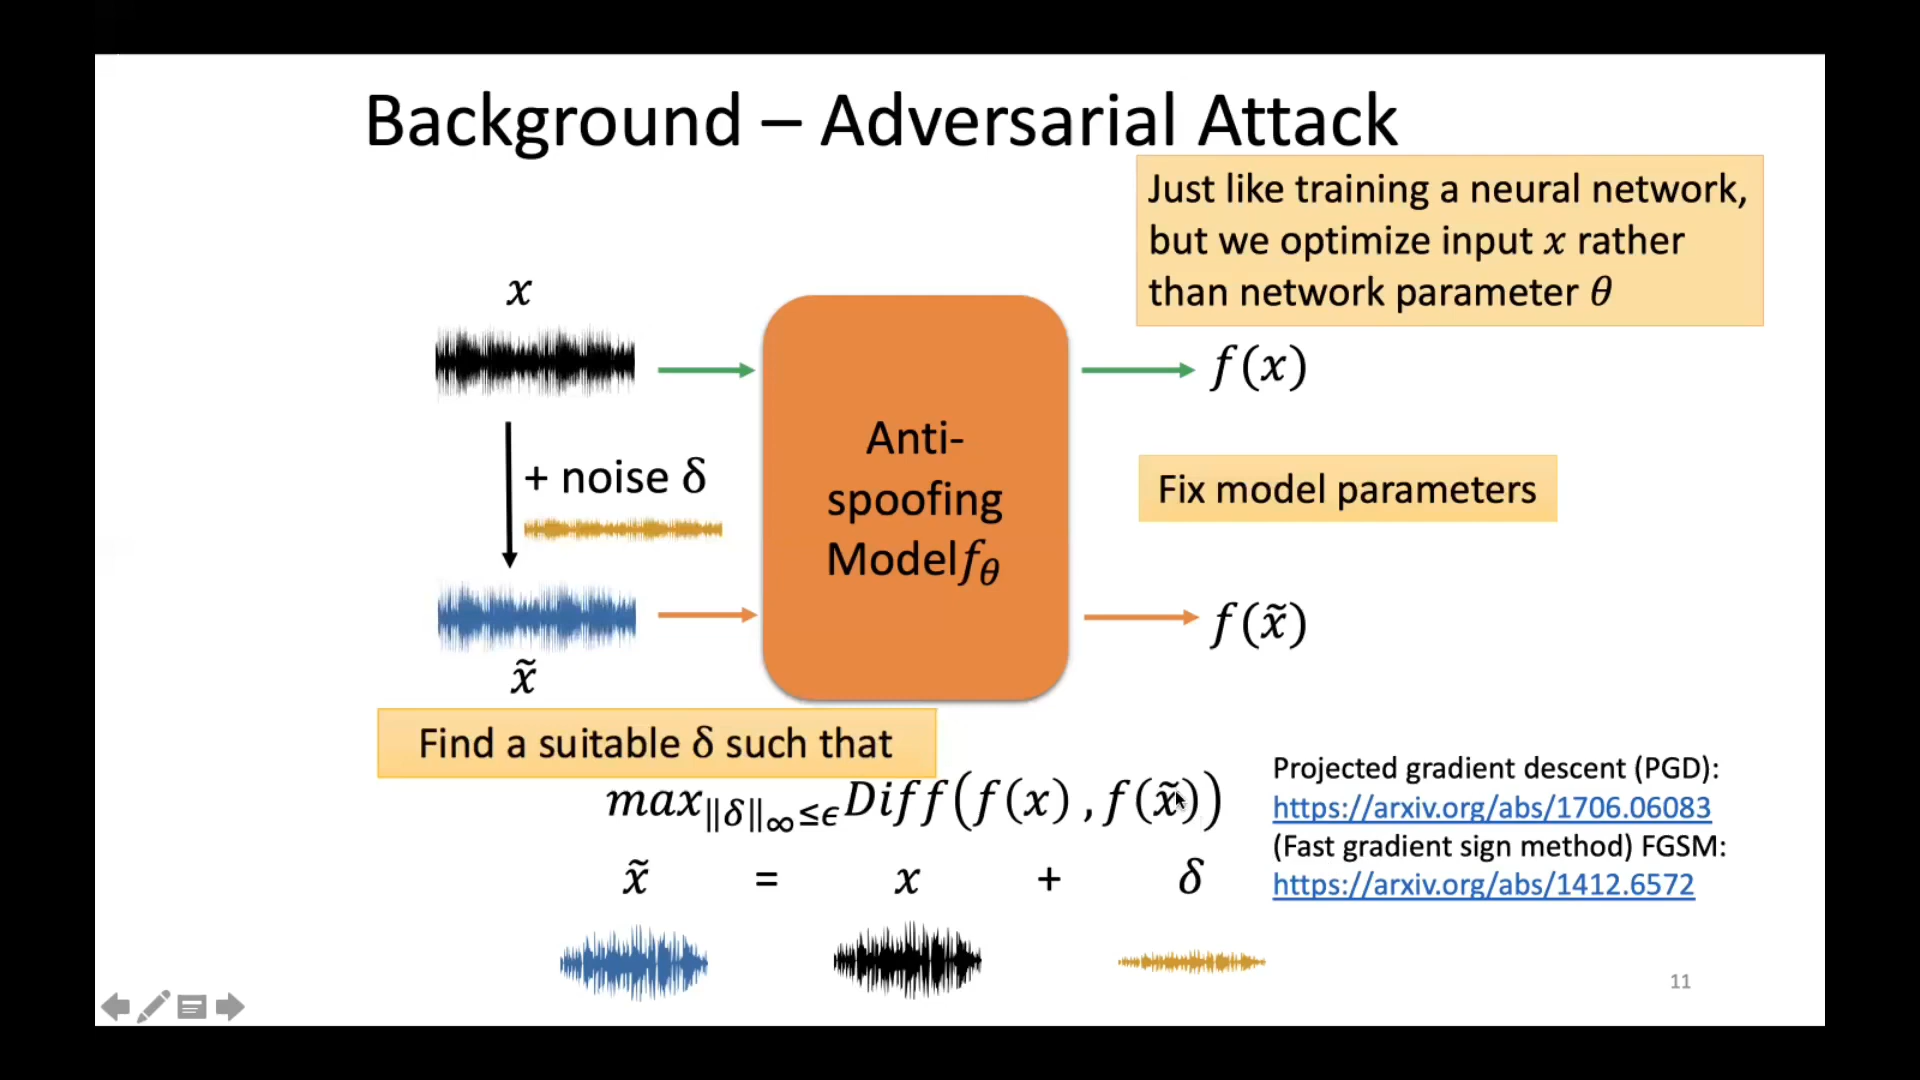 Background – Adversarial Attack
Just like training a neural network,
but we optimize input x rather
than network parameter θ
x
f(x)
+ noise δ
Anti-
spoofing
Model f_θ
Fix model parameters
f(x̃)
x̃
Find a suitable δ such that
max_{‖δ‖_∞≤ϵ} Diff(f(x), f(x̃))
x̃ = x + δ
Projected gradient descent (PGD):
https://arxiv.org/abs/1706.06083
(Fast gradient sign method) FGSM:
https://arxiv.org/abs/1412.6572
11